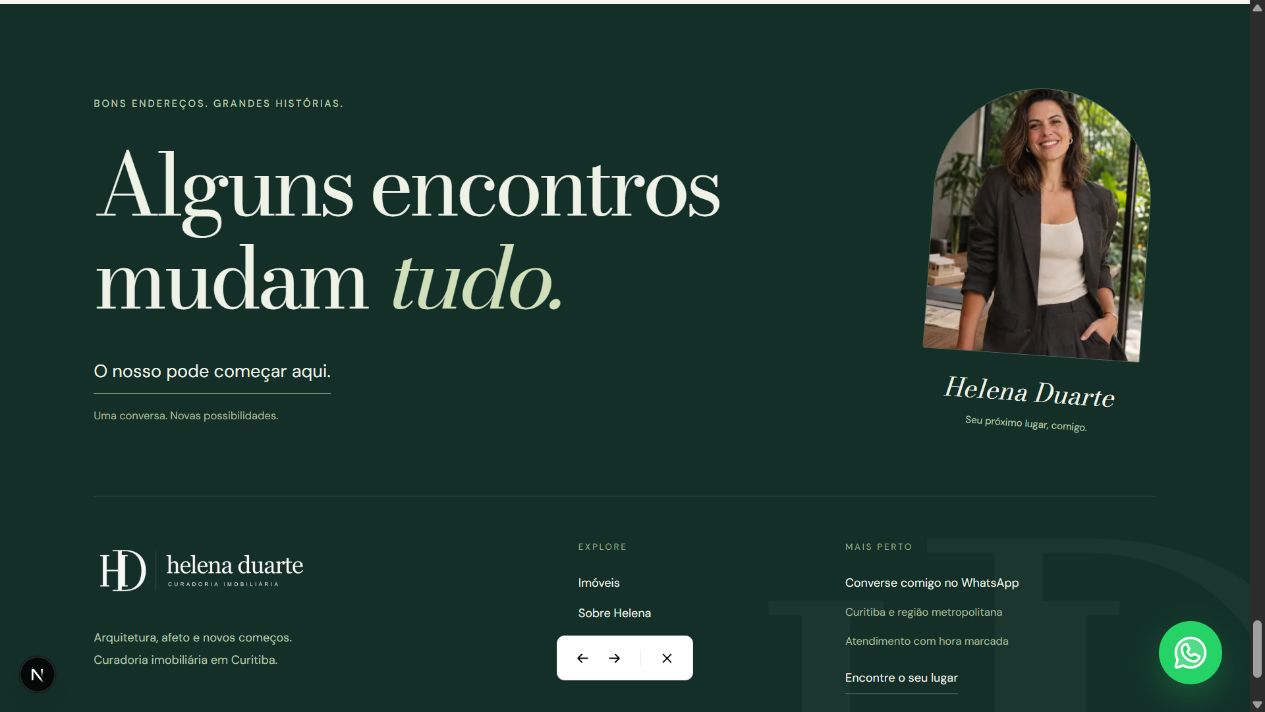 BONS ENDEREÇOS. GRANDES HISTÓRIAS.
Alguns encontros
mudam tudo.
O nosso pode começar aqui.
Uma conversa. Novas possibilidades.
Helena Duarte
Seu próximo lugar, comigo.
HD
helena duarte
CURADORIA IMOBILIÁRIA
Arquitetura, afeto e novos começos.
Curadoria imobiliária em Curitiba.
EXPLORE
Imóveis
Sobre Helena
MAIS PERTO
Converse comigo no WhatsApp
Curitiba e região metropolitana
Atendimento com hora marcada
Encontre o seu lugar
N